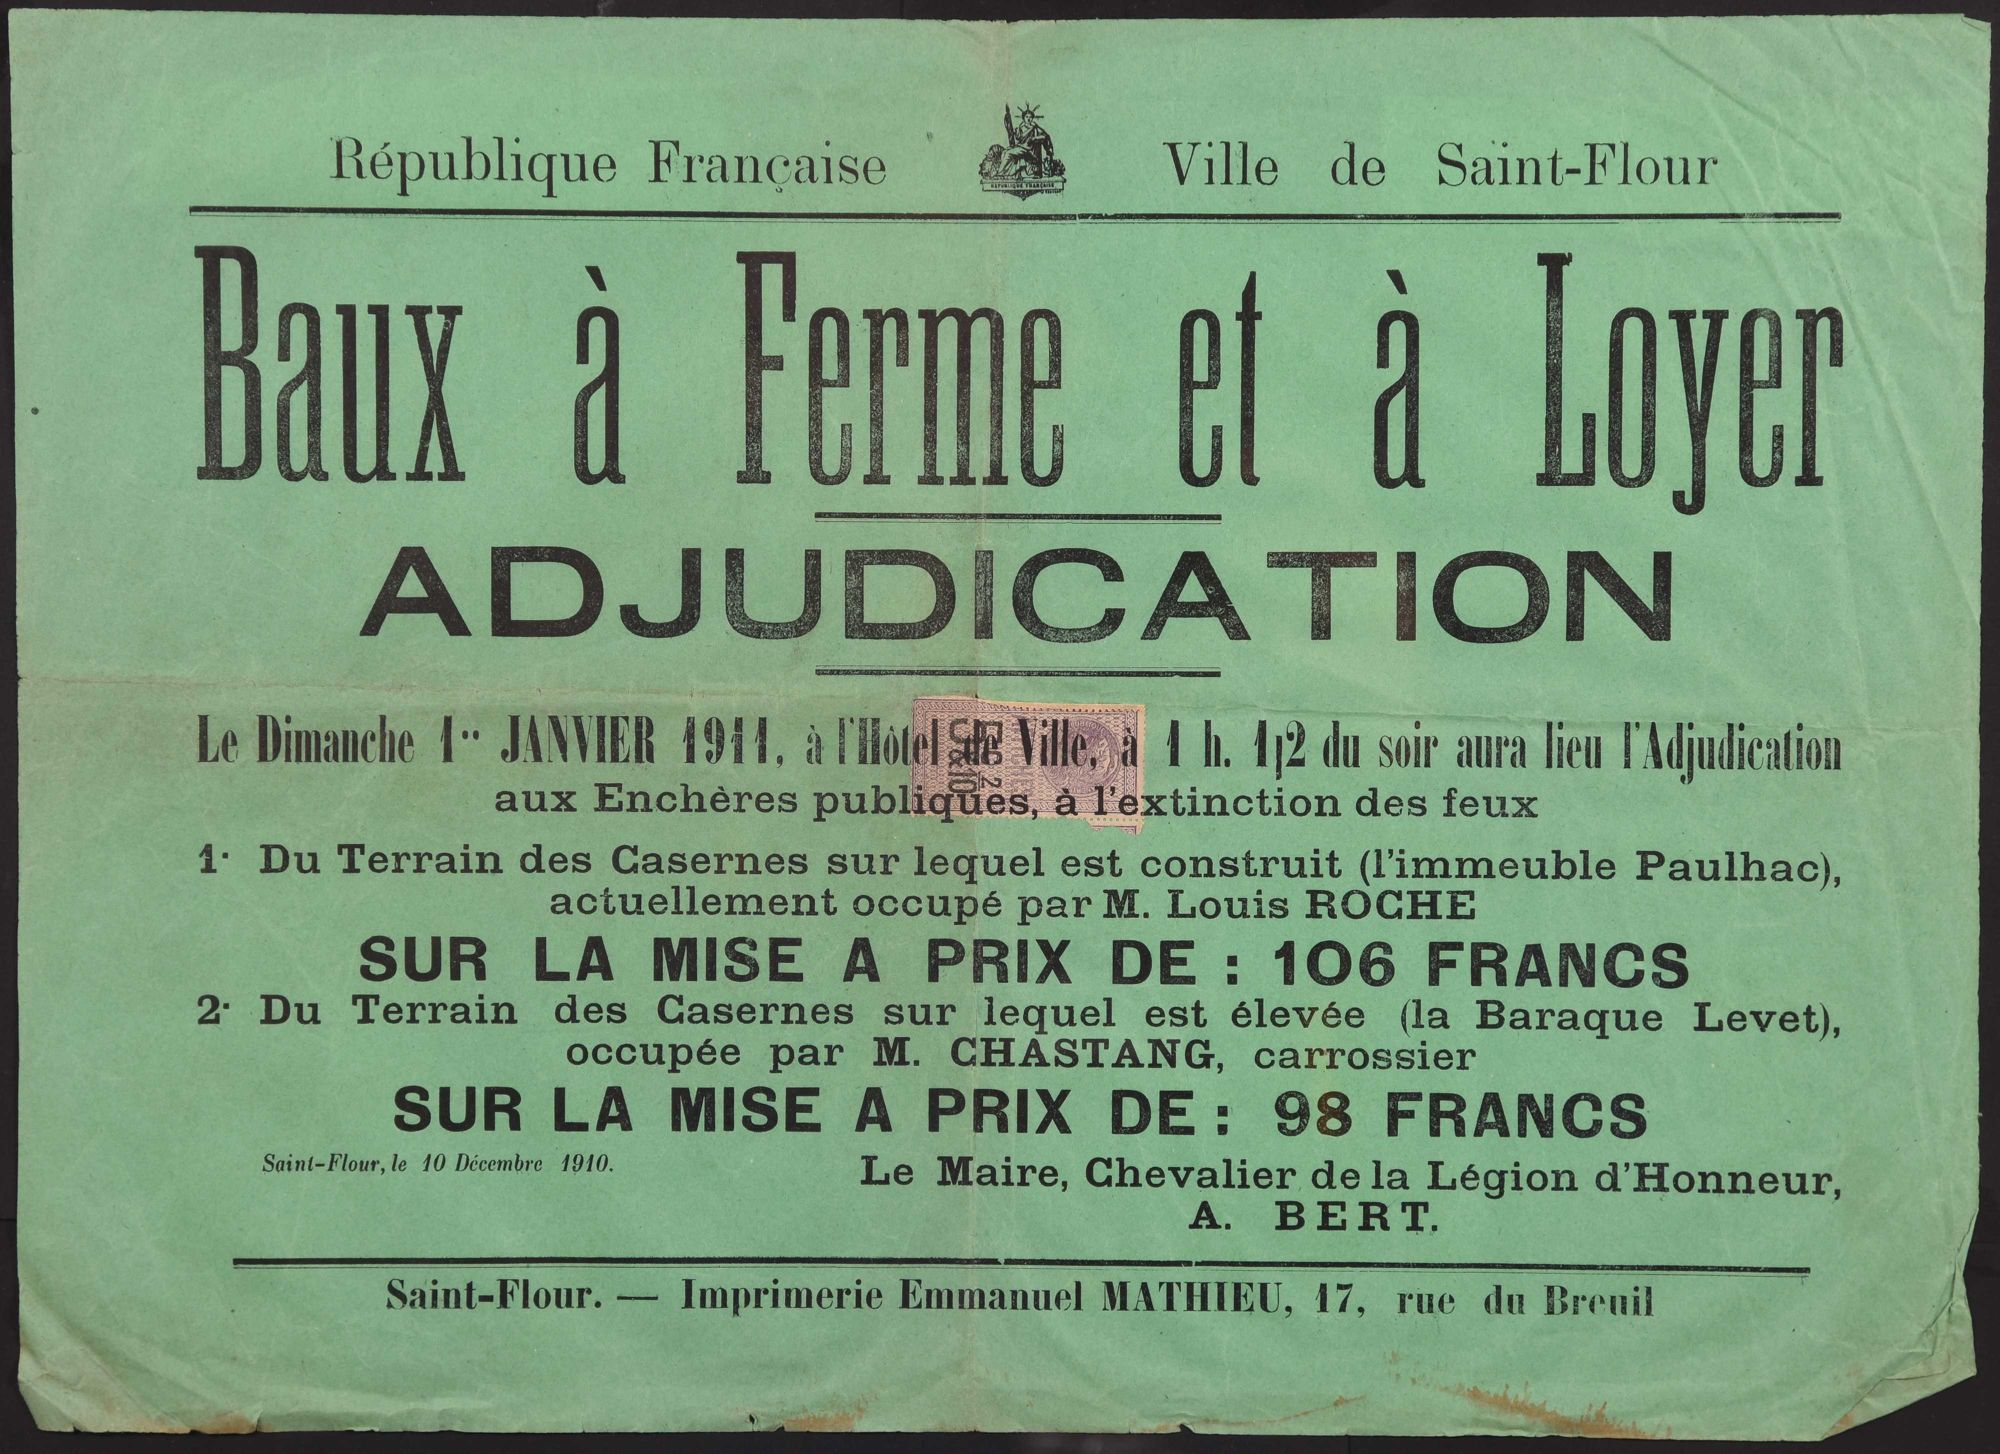 République Française Ville de Saint-Flour
REPUBLIQUE FRANÇAISE
Baux à Ferme et à Loyer
ADJUDICATION
Le Dimanche 1er JANVIER 1911, à l'Hôtel de Ville, à 1 h. 1|2 du soir aura lieu l'Adjudication
aux Enchères publiques, à l'extinction des feux
1· Du Terrain des Casernes sur lequel est construit (l'immeuble Paulhac),
actuellement occupé par M. Louis ROCHE
SUR LA MISE A PRIX DE : 106 FRANCS
2· Du Terrain des Casernes sur lequel est élevée (la Baraque Levet),
occupée par M. CHASTANG, carrossier
SUR LA MISE A PRIX DE : 98 FRANCS
Saint-Flour, le 10 Décembre 1910.
Le Maire, Chevalier de la Légion d'Honneur,
A. BERT.
Saint-Flour. — Imprimerie Emmanuel MATHIEU, 17, rue du Breuil